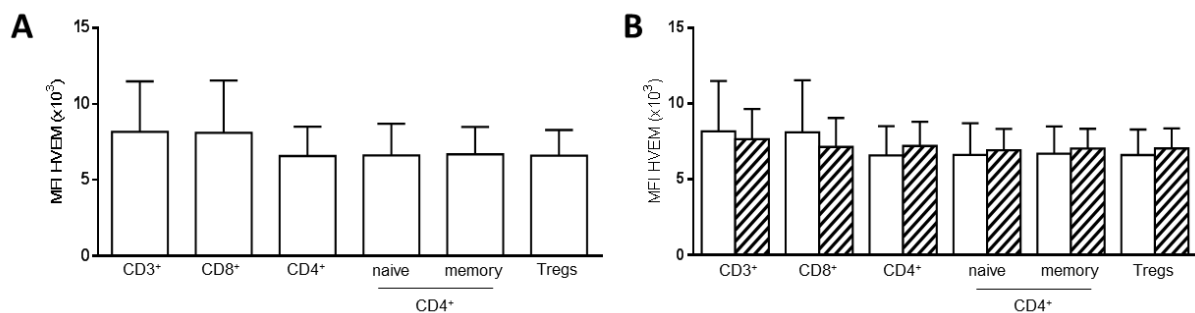 A
15
10
5
0
MFI HVEM (x10³)
CD3⁺ CD8⁺ CD4⁺ naive memory Tregs
CD4⁺
B
15
10
5
0
MFI HVEM (x10³)
CD3⁺ CD8⁺ CD4⁺ naive memory Tregs
CD4⁺